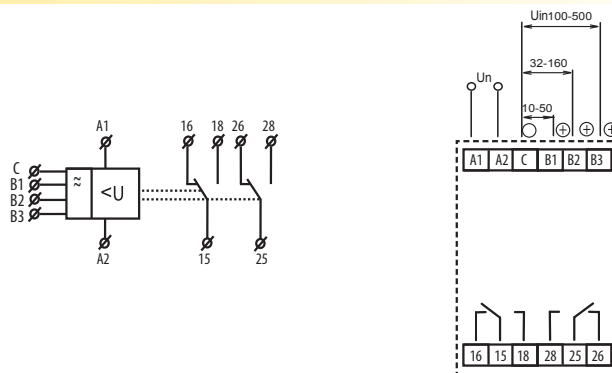 A1
16 18 26 28
C
B1
B2
B3
≈
<U
A2
15 25
Uin100-500
32-160
Un
10-50
A1 A2 C B1 B2 B3
16 15 18 28 25 26